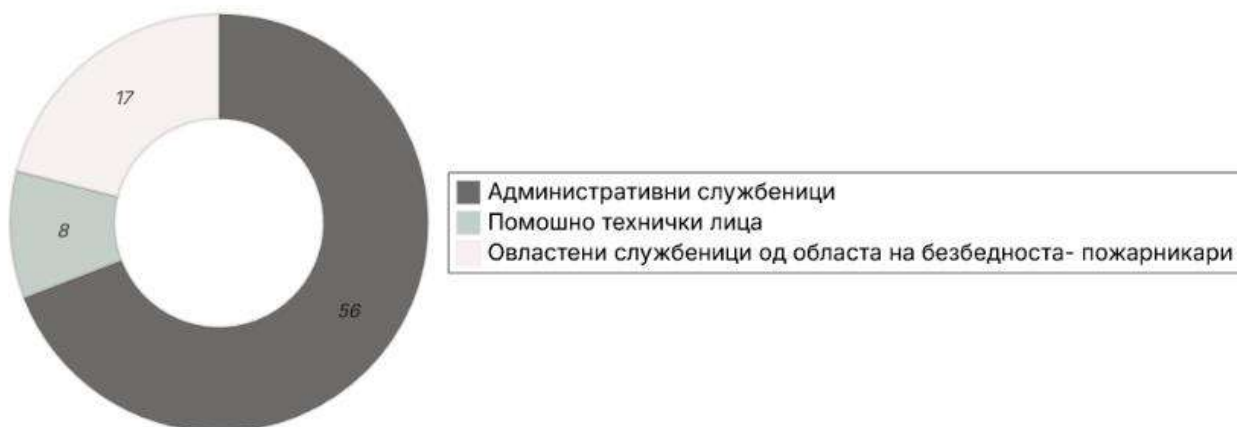 17
8
56
Административни службеници
Помошно технички лица
Овластени службеници од областа на безбедноста- пожарникари